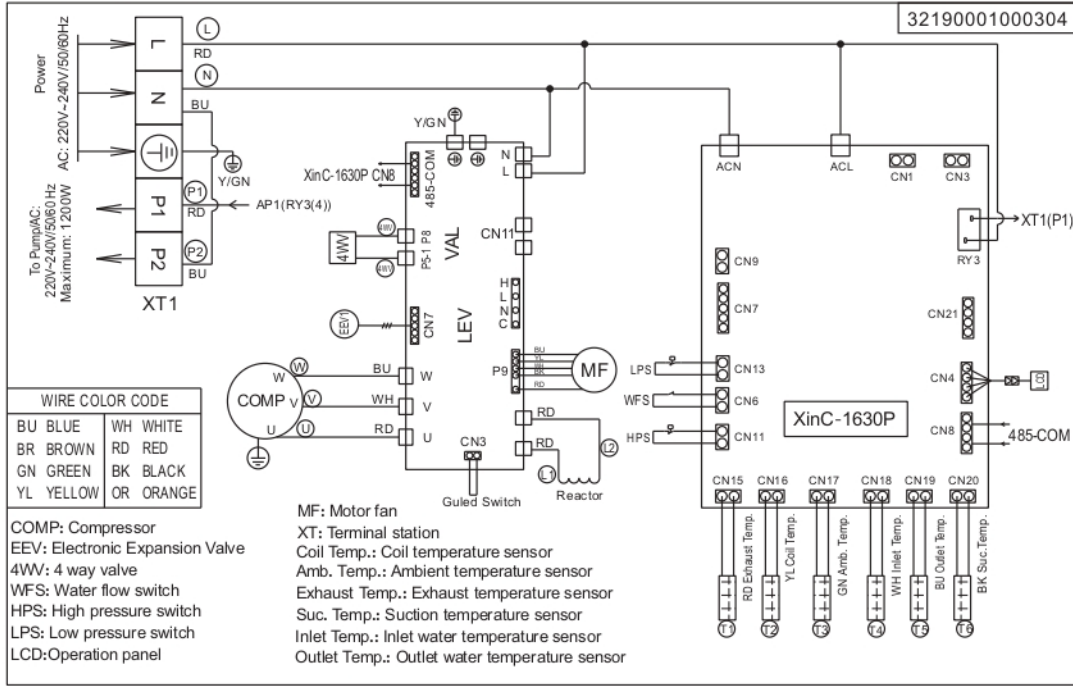 32190001000304
Power
AC: 220V~240V/50/60Hz
To Pump/AC:
220V~240V/50/60 Hz
Maximum: 1200W
L
N
P1
P2
XT1
L
RD
N
BU
Y/GN
P1
RD
AP1(RY3(4))
P2
BU
Y/GN
XinC-1630P CN8
485-COM
N
L
4WV
4WV
4WV
P8
P5-1
VAL
CN11
H
L
N
C
EEV1
CN7
LEV
P9
BU
YL
WH
BK
RD
MF
COMP
W
V
U
W
V
U
BU
WH
RD
W
V
U
CN3
Guled Switch
RD
RD
L1
L2
Reactor
ACN
ACL
CN1
CN3
XT1(P1)
RY3
CN9
CN7
CN21
LPS
CN13
CN4
LCD
WFS
CN6
HPS
CN11
XinC-1630P
CN8
485-COM
CN15
CN16
CN17
CN18
CN19
CN20
RD Exhaust Temp.
YL Coil Temp.
GN Amb. Temp.
WH Inlet Temp.
BU Outlet Temp.
BK Suc.Temp.
T1
T2
T3
T4
T5
T6
WIRE COLOR CODE
BU BLUE WH WHITE
BR BROWN RD RED
GN GREEN BK BLACK
YL YELLOW OR ORANGE
COMP: Compressor
EEV: Electronic Expansion Valve
4WV: 4 way valve
WFS: Water flow switch
HPS: High pressure switch
LPS: Low pressure switch
LCD:Operation panel
MF: Motor fan
XT: Terminal station
Coil Temp.: Coil temperature sensor
Amb. Temp.: Ambient temperature sensor
Exhaust Temp.: Exhaust temperature sensor
Suc. Temp.: Suction temperature sensor
Inlet Temp.: Inlet water temperature sensor
Outlet Temp.: Outlet water temperature sensor